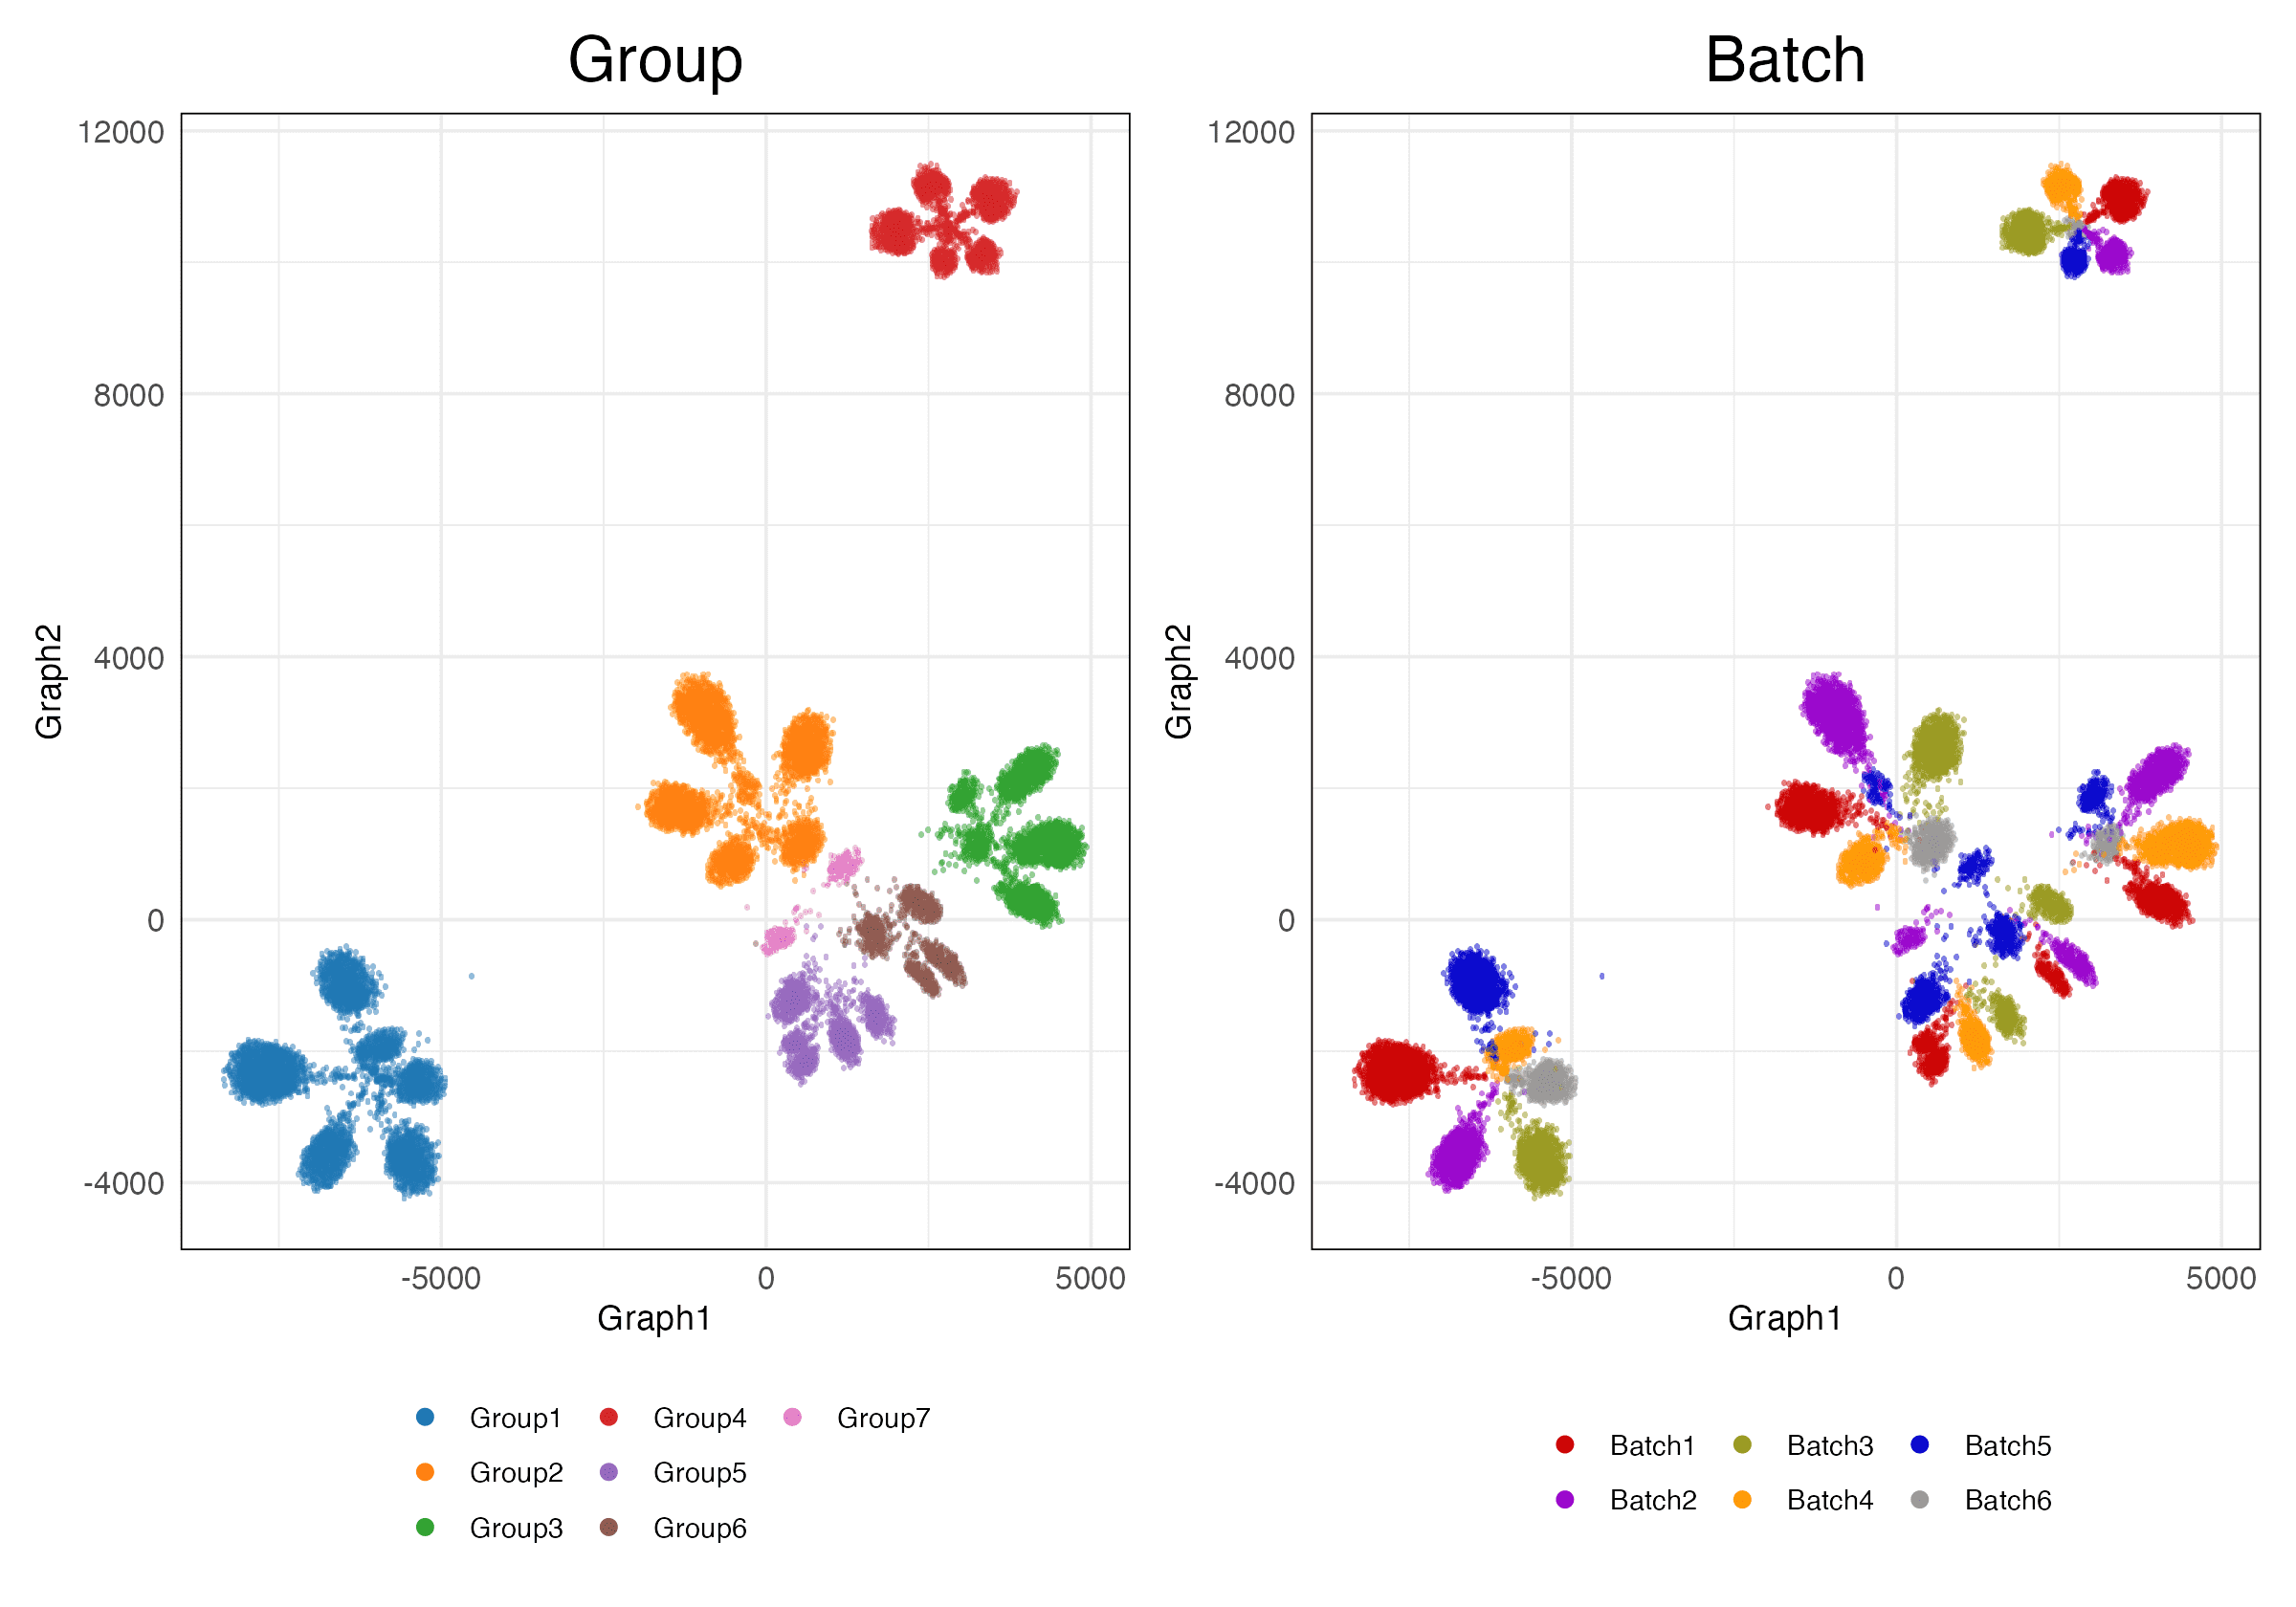 Group
Batch
12000
8000
4000
0
-4000
Graph2
-5000 0 5000
Graph1
12000
8000
4000
0
-4000
Graph2
-5000 0 5000
Graph1
Group1 Group4 Group7
Group2 Group5
Group3 Group6
Batch1 Batch3 Batch5
Batch2 Batch4 Batch6